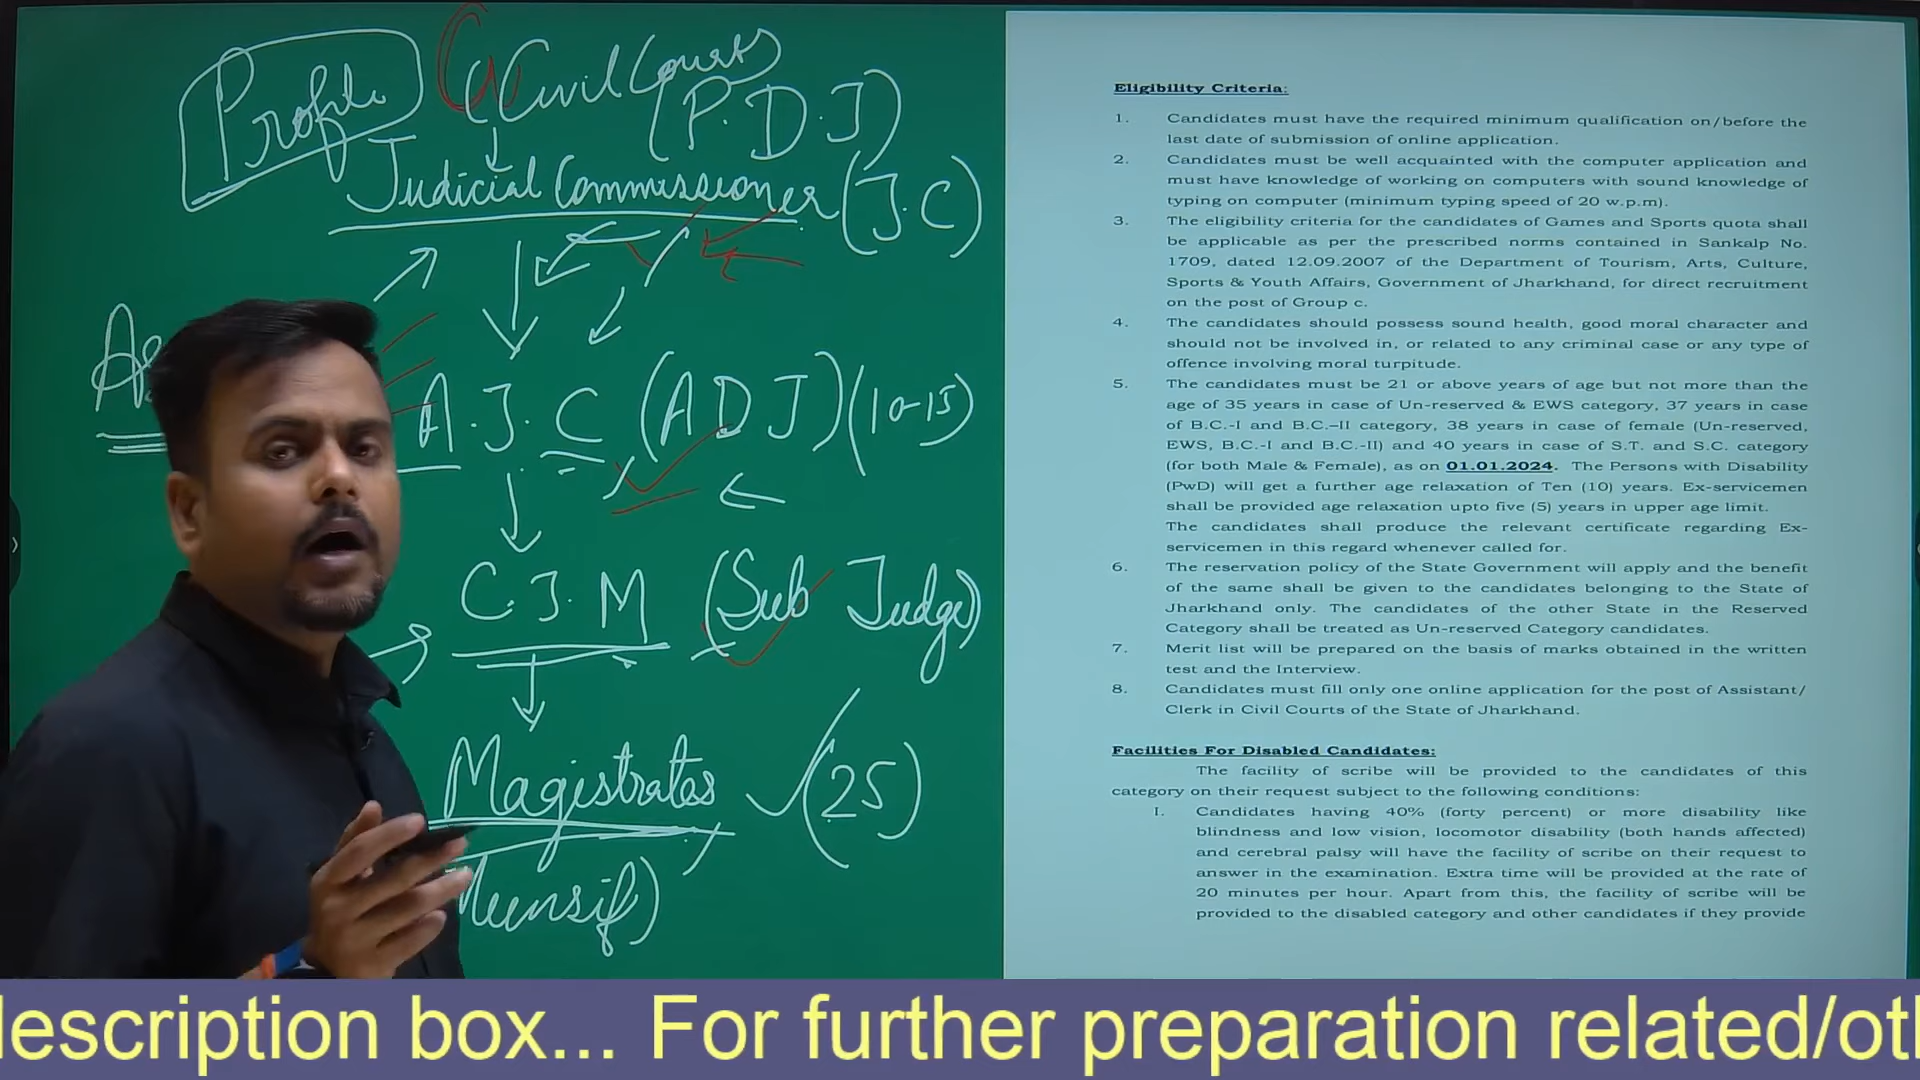 Profile
(Civil Courts
(P.D.J)
Judicial Commissioner (J.C)
A.J.C (ADJ) (10-15)
C.J.M (Sub Judge)
Magistrates (25)
Munsif)
Eligibility Criteria:
1. Candidates must have the required minimum qualification on/before the
last date of submission of online application.
2. Candidates must be well acquainted with the computer application and
must have knowledge of working on computers with sound knowledge of
typing on computer (minimum typing speed of 20 w.p.m).
3. The eligibility criteria for the candidates of Games and Sports quota shall
be applicable as per the prescribed norms contained in Sankalp No.
1709, dated 12.09.2007 of the Department of Tourism, Arts, Culture,
Sports & Youth Affairs, Government of Jharkhand, for direct recruitment
on the post of Group c.
4. The candidates should possess sound health, good moral character and
should not be involved in, or related to any criminal case or any type of
offence involving moral turpitude.
5. The candidates must be 21 or above years of age but not more than the
age of 35 years in case of Un-reserved & EWS category, 37 years in case
of B.C.-I and B.C.–II category, 38 years in case of female (Un-reserved,
EWS, B.C.-I and B.C.-II) and 40 years in case of S.T. and S.C. category
(for both Male & Female), as on 01.01.2024. The Persons with Disability
(PwD) will get a further age relaxation of Ten (10) years. Ex-servicemen
shall be provided age relaxation upto five (5) years in upper age limit.
The candidates shall produce the relevant certificate regarding Ex-
servicemen in this regard whenever called for.
6. The reservation policy of the State Government will apply and the benefit
of the same shall be given to the candidates belonging to the State of
Jharkhand only. The candidates of the other State in the Reserved
Category shall be treated as Un-reserved Category candidates.
7. Merit list will be prepared on the basis of marks obtained in the written
test and the Interview.
8. Candidates must fill only one online application for the post of Assistant/
Clerk in Civil Courts of the State of Jharkhand.
Facilities For Disabled Candidates:
The facility of scribe will be provided to the candidates of this
category on their request subject to the following conditions:
I. Candidates having 40% (forty percent) or more disability like
blindness and low vision, locomotor disability (both hands affected)
and cerebral palsy will have the facility of scribe on their request to
answer in the examination. Extra time will be provided at the rate of
20 minutes per hour. Apart from this, the facility of scribe will be
provided to the disabled category and other candidates if they provide
description box... For further preparation related/ot